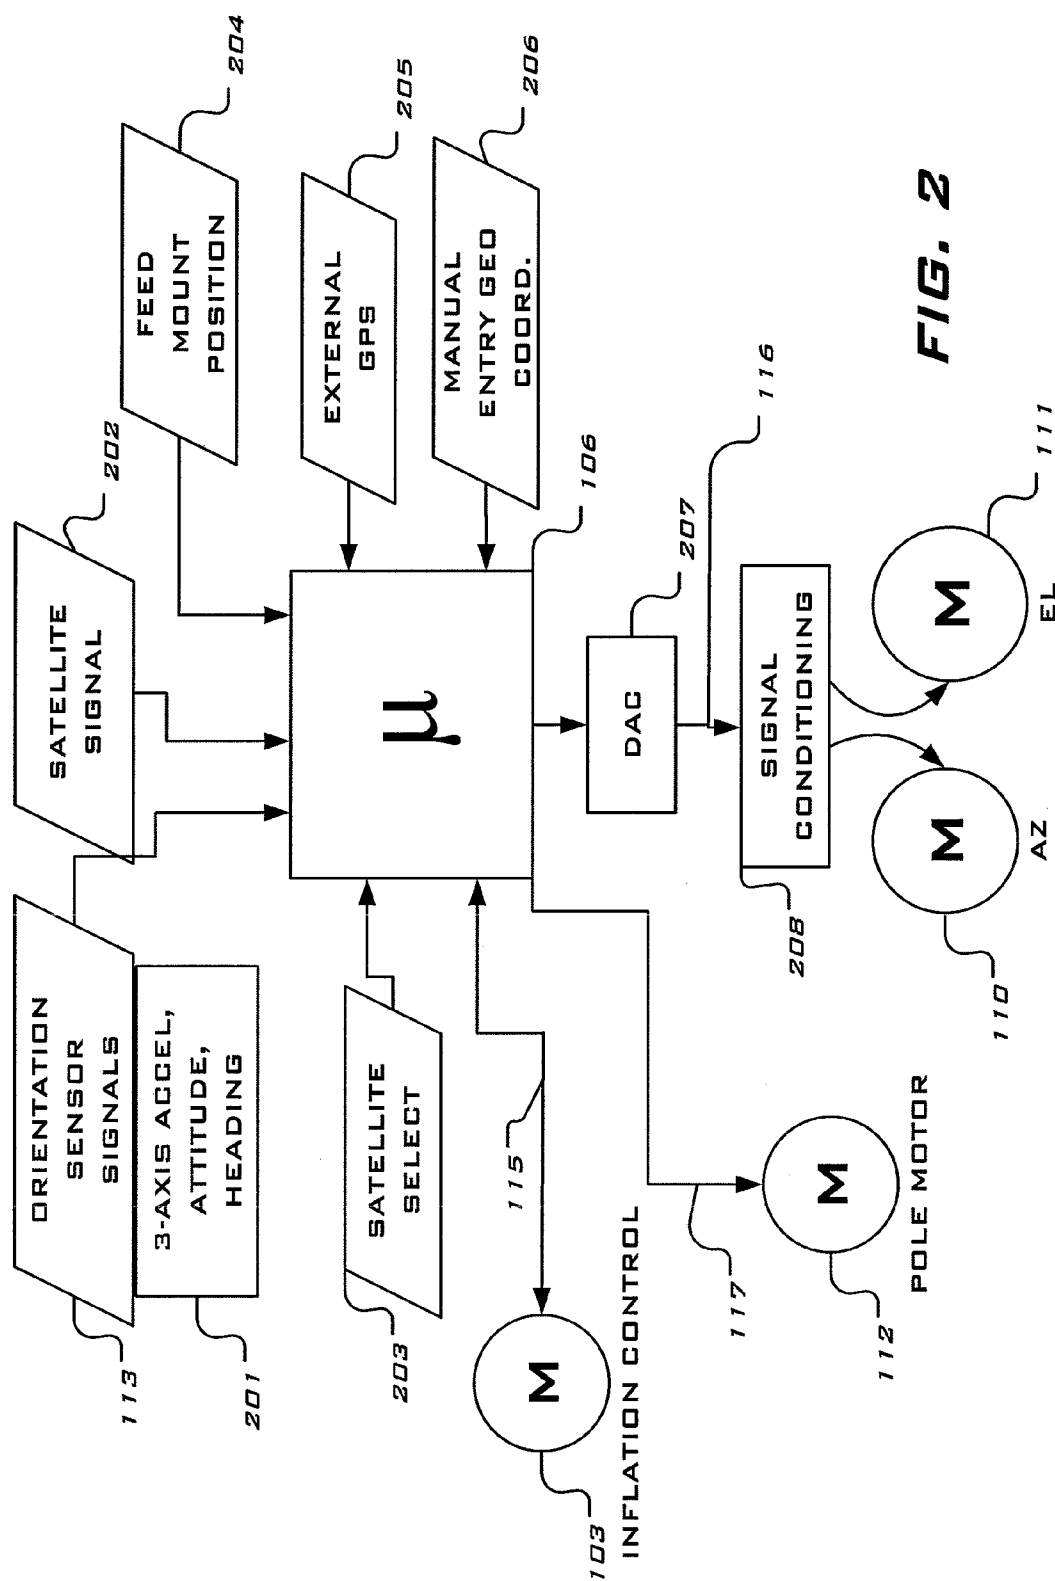 ORIENTATION
SENSOR
SIGNALS
3-AXIS ACCEL,
ATTITUDE,
HEADING
113
201
SATELLITE
SIGNAL
202
FEED
MOUNT
POSITION
204
SATELLITE
SELECT
203
EXTERNAL
GPS
205
MANUAL
ENTRY GEO
COORD.
206
μ
106
115
M
103
INFLATION CONTROL
DAC
207
116
117
M
112
POLE MOTOR
SIGNAL
CONDITIONING
208
M
110
AZ
M
111
EL
FIG. 2